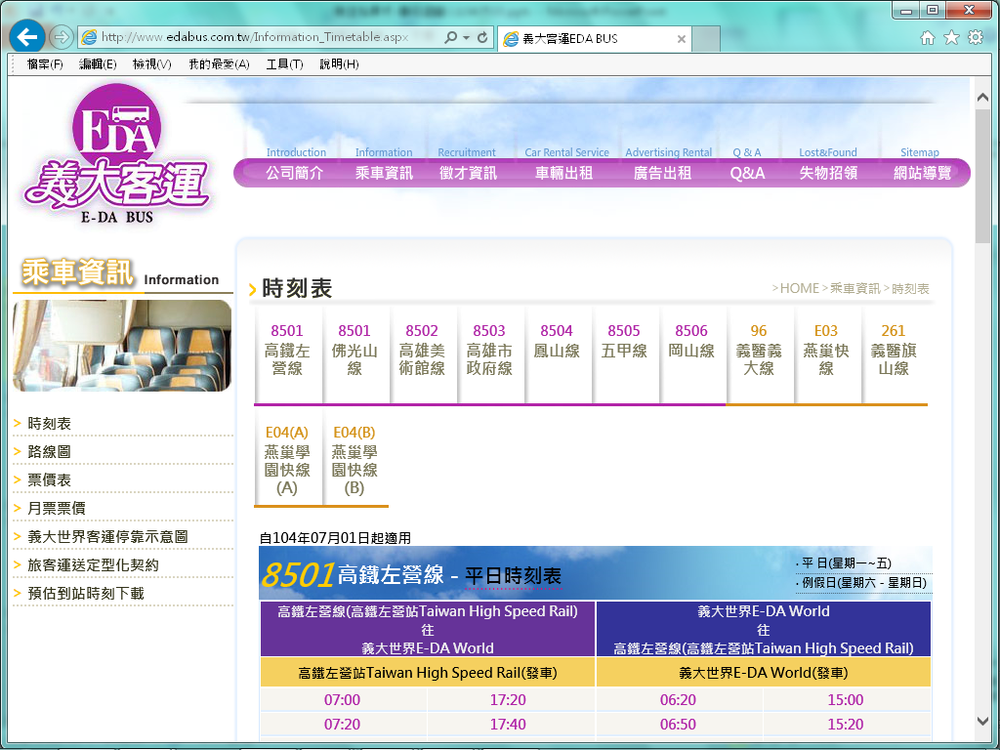 http://www.edabus.com.tw/Information_Timetable.aspx
義大客運EDA BUS
檔案(F) 編輯(E) 檢視(V) 我的最愛(A) 工具(T) 說明(H)
EDA
義大客運
E-DA BUS
Introduction Information Recruitment Car Rental Service Advertising Rental Q & A Lost&Found Sitemap
公司簡介 乘車資訊 徵才資訊 車輛出租 廣告出租 Q&A 失物招領 網站導覽
乘車資訊 Information
時刻表
路線圖
票價表
月票票價
義大世界客運停靠示意圖
旅客運送定型化契約
預估到站時刻下載
時刻表
>HOME >乘車資訊 >時刻表
8501 8501 8502 8503 8504 8505 8506 96 E03 261
高鐵左 佛光山 高雄美 高雄市 鳳山線 五甲線 岡山線 義醫義 燕巢快 義醫旗
營線 線 術館線 政府線 大線 線 山線
E04(A) E04(B)
燕巢學 燕巢學
園快線 園快線
(A) (B)
自104年07月01日起適用
8501高鐵左營線 - 平日時刻表
‧平 日(星期一~五)
‧例假日(星期六 - 星期日)
高鐵左營線(高鐵左營站Taiwan High Speed Rail)
往
義大世界E-DA World
義大世界E-DA World
往
高鐵左營線(高鐵左營站Taiwan High Speed Rail)
高鐵左營站Taiwan High Speed Rail(發車) 義大世界E-DA World(發車)
07:00 17:20 06:20 15:00
07:20 17:40 06:50 15:20